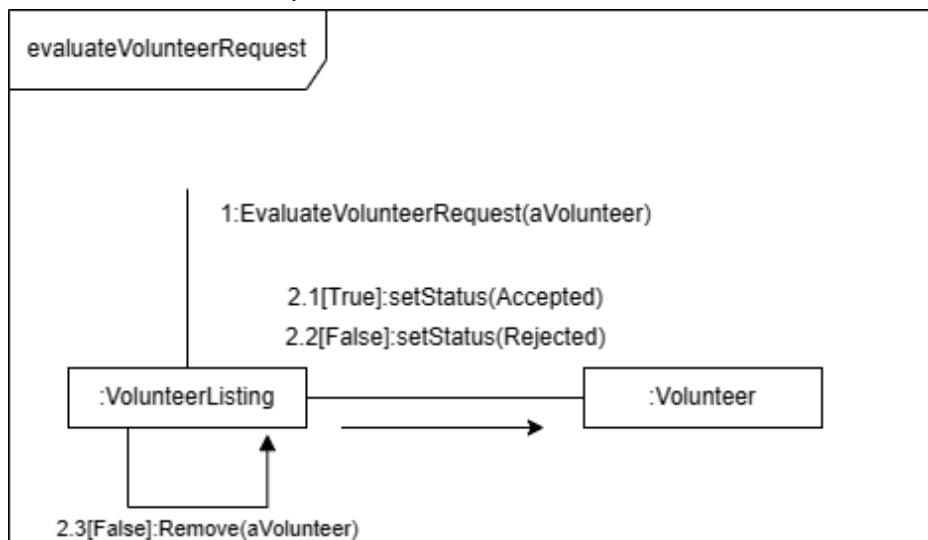 evaluateVolunteerRequest
1:EvaluateVolunteerRequest(aVolunteer)
2.1[True]:setStatus(Accepted)
2.2[False]:setStatus(Rejected)
:VolunteerListing
:Volunteer
2.3[False]:Remove(aVolunteer)